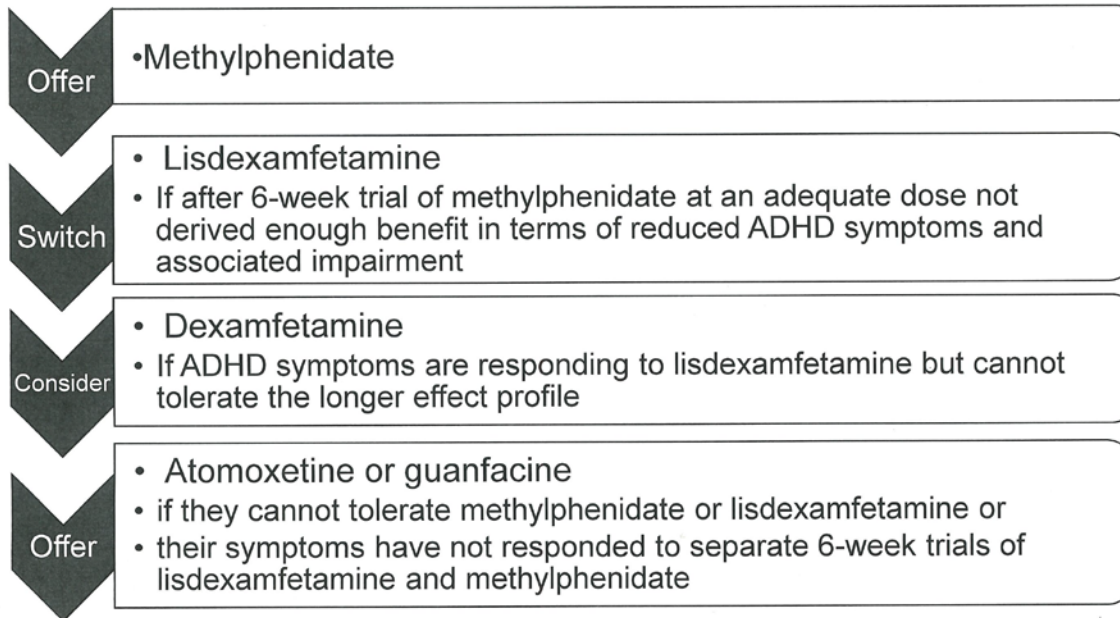 Offer
•Methylphenidate
Switch
• Lisdexamfetamine
• If after 6-week trial of methylphenidate at an adequate dose not
derived enough benefit in terms of reduced ADHD symptoms and
associated impairment
Consider
• Dexamfetamine
• If ADHD symptoms are responding to lisdexamfetamine but cannot
tolerate the longer effect profile
Offer
• Atomoxetine or guanfacine
• if they cannot tolerate methylphenidate or lisdexamfetamine or
• their symptoms have not responded to separate 6-week trials of
lisdexamfetamine and methylphenidate